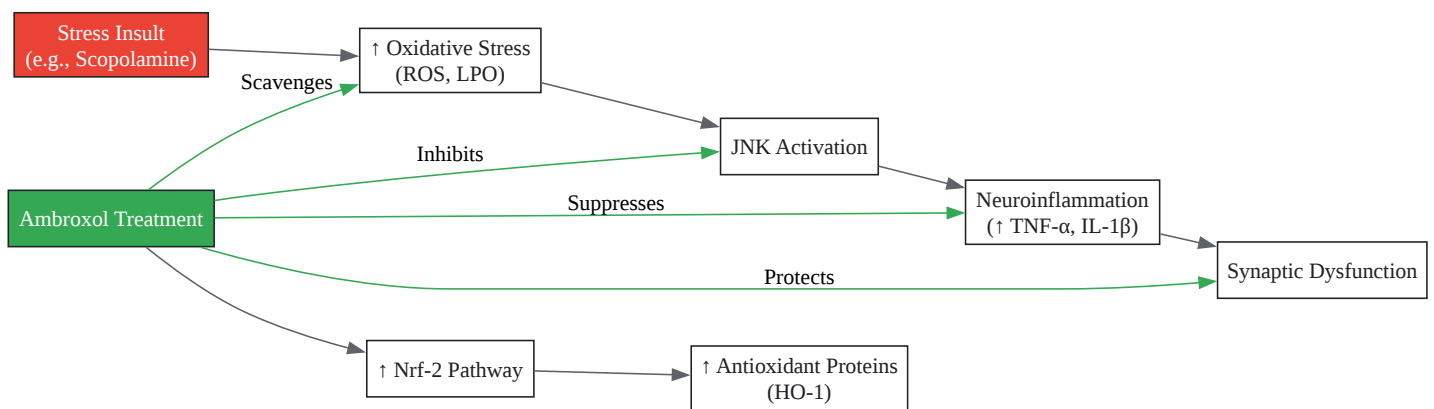 Stress Insult
(e.g., Scopolamine)
↑ Oxidative Stress
(ROS, LPO)
Scavenges
JNK Activation
Inhibits
Neuroinflammation
(↑ TNF-α, IL-1β)
Suppresses
Ambroxol Treatment
Synaptic Dysfunction
Protects
↑ Nrf-2 Pathway
↑ Antioxidant Proteins
(HO-1)